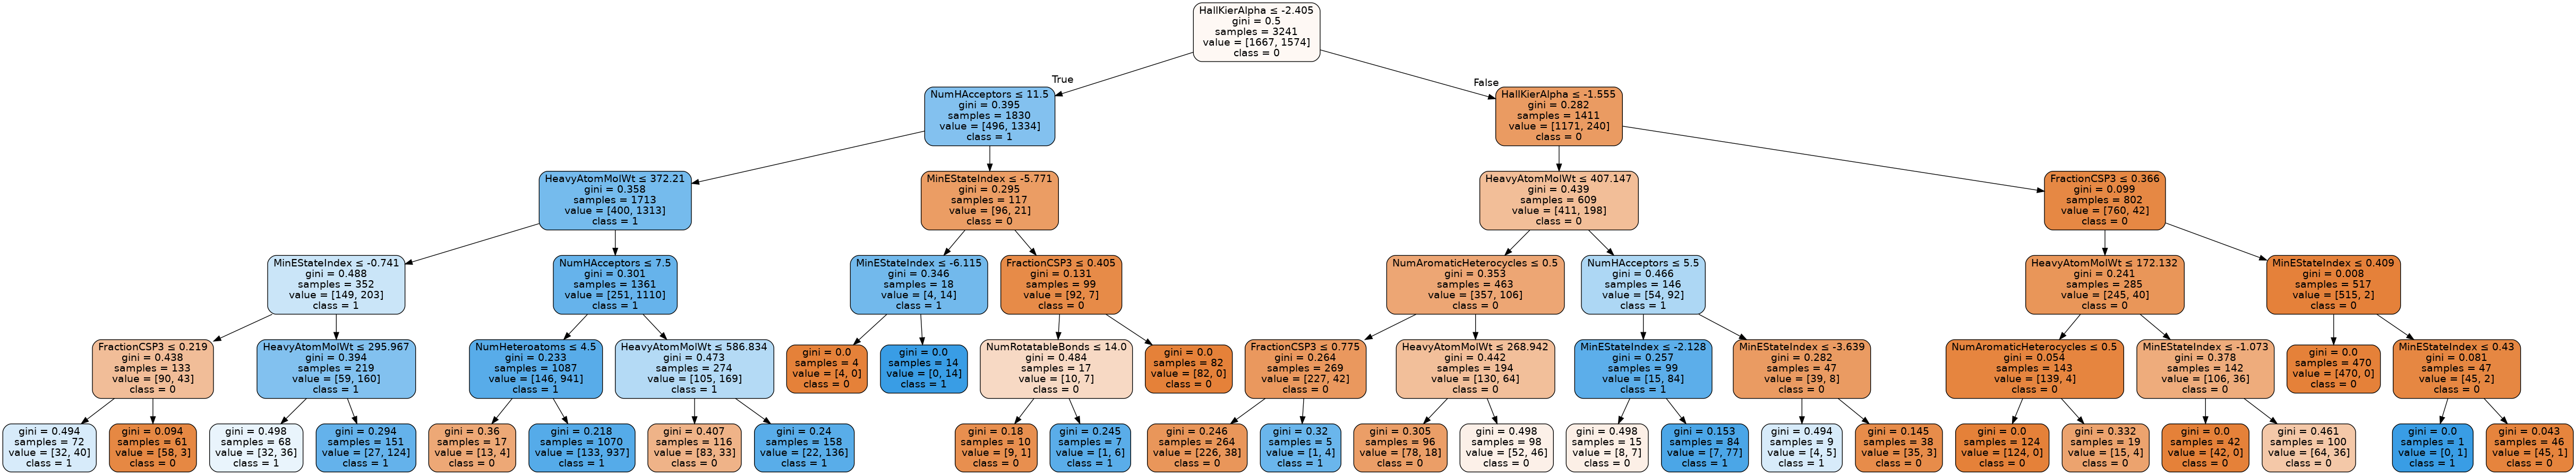 HallKierAlpha ≤ -2.405
gini = 0.5
samples = 3241
value = [1667, 1574]
class = 0
True
False
NumHAcceptors ≤ 11.5
gini = 0.395
samples = 1830
value = [496, 1334]
class = 1
HallKierAlpha ≤ -1.555
gini = 0.282
samples = 1411
value = [1171, 240]
class = 0
HeavyAtomMolWt ≤ 372.21
gini = 0.358
samples = 1713
value = [400, 1313]
class = 1
MinEStateIndex ≤ -5.771
gini = 0.295
samples = 117
value = [96, 21]
class = 0
HeavyAtomMolWt ≤ 407.147
gini = 0.439
samples = 609
value = [411, 198]
class = 0
FractionCSP3 ≤ 0.366
gini = 0.099
samples = 802
value = [760, 42]
class = 0
MinEStateIndex ≤ -0.741
gini = 0.488
samples = 352
value = [149, 203]
class = 1
NumHAcceptors ≤ 7.5
gini = 0.301
samples = 1361
value = [251, 1110]
class = 1
MinEStateIndex ≤ -6.115
gini = 0.346
samples = 18
value = [4, 14]
class = 1
FractionCSP3 ≤ 0.405
gini = 0.131
samples = 99
value = [92, 7]
class = 0
NumAromaticHeterocycles ≤ 0.5
gini = 0.353
samples = 463
value = [357, 106]
class = 0
NumHAcceptors ≤ 5.5
gini = 0.466
samples = 146
value = [54, 92]
class = 1
HeavyAtomMolWt ≤ 172.132
gini = 0.241
samples = 285
value = [245, 40]
class = 0
MinEStateIndex ≤ 0.409
gini = 0.008
samples = 517
value = [515, 2]
class = 0
FractionCSP3 ≤ 0.219
gini = 0.438
samples = 133
value = [90, 43]
class = 0
HeavyAtomMolWt ≤ 295.967
gini = 0.394
samples = 219
value = [59, 160]
class = 1
NumHeteroatoms ≤ 4.5
gini = 0.233
samples = 1087
value = [146, 941]
class = 1
HeavyAtomMolWt ≤ 586.834
gini = 0.473
samples = 274
value = [105, 169]
class = 1
gini = 0.0
samples = 4
value = [4, 0]
class = 0
gini = 0.0
samples = 14
value = [0, 14]
class = 1
NumRotatableBonds ≤ 14.0
gini = 0.484
samples = 17
value = [10, 7]
class = 0
gini = 0.0
samples = 82
value = [82, 0]
class = 0
FractionCSP3 ≤ 0.775
gini = 0.264
samples = 269
value = [227, 42]
class = 0
HeavyAtomMolWt ≤ 268.942
gini = 0.442
samples = 194
value = [130, 64]
class = 0
MinEStateIndex ≤ -2.128
gini = 0.257
samples = 99
value = [15, 84]
class = 1
MinEStateIndex ≤ -3.639
gini = 0.282
samples = 47
value = [39, 8]
class = 0
NumAromaticHeterocycles ≤ 0.5
gini = 0.054
samples = 143
value = [139, 4]
class = 0
MinEStateIndex ≤ -1.073
gini = 0.378
samples = 142
value = [106, 36]
class = 0
gini = 0.0
samples = 470
value = [470, 0]
class = 0
MinEStateIndex ≤ 0.43
gini = 0.081
samples = 47
value = [45, 2]
class = 0
gini = 0.494
samples = 72
value = [32, 40]
class = 1
gini = 0.094
samples = 61
value = [58, 3]
class = 0
gini = 0.498
samples = 68
value = [32, 36]
class = 1
gini = 0.294
samples = 151
value = [27, 124]
class = 1
gini = 0.36
samples = 17
value = [13, 4]
class = 0
gini = 0.218
samples = 1070
value = [133, 937]
class = 1
gini = 0.407
samples = 116
value = [83, 33]
class = 0
gini = 0.24
samples = 158
value = [22, 136]
class = 1
gini = 0.18
samples = 10
value = [9, 1]
class = 0
gini = 0.245
samples = 7
value = [1, 6]
class = 1
gini = 0.246
samples = 264
value = [226, 38]
class = 0
gini = 0.32
samples = 5
value = [1, 4]
class = 1
gini = 0.305
samples = 96
value = [78, 18]
class = 0
gini = 0.498
samples = 98
value = [52, 46]
class = 0
gini = 0.498
samples = 15
value = [8, 7]
class = 0
gini = 0.153
samples = 84
value = [7, 77]
class = 1
gini = 0.494
samples = 9
value = [4, 5]
class = 1
gini = 0.145
samples = 38
value = [35, 3]
class = 0
gini = 0.0
samples = 124
value = [124, 0]
class = 0
gini = 0.332
samples = 19
value = [15, 4]
class = 0
gini = 0.0
samples = 42
value = [42, 0]
class = 0
gini = 0.461
samples = 100
value = [64, 36]
class = 0
gini = 0.0
samples = 1
value = [0, 1]
class = 1
gini = 0.043
samples = 46
value = [45, 1]
class = 0